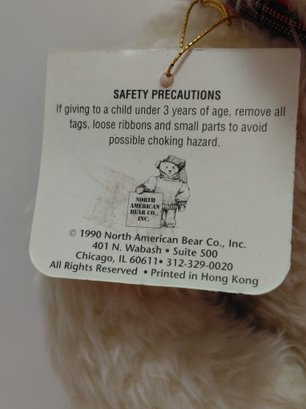 SAFETY PRECAUTIONS
If giving to a child under 3 years of age, remove all
tags, loose ribbons and small parts to avoid
possible choking hazard.
NORTH
AMERICAN
BEAR CO.,
INC.
© 1990 North American Bear Co., Inc.
401 N. Wabash • Suite 500
Chicago, IL 60611 • 312-329-0020
All Rights Reserved • Printed in Hong Kong